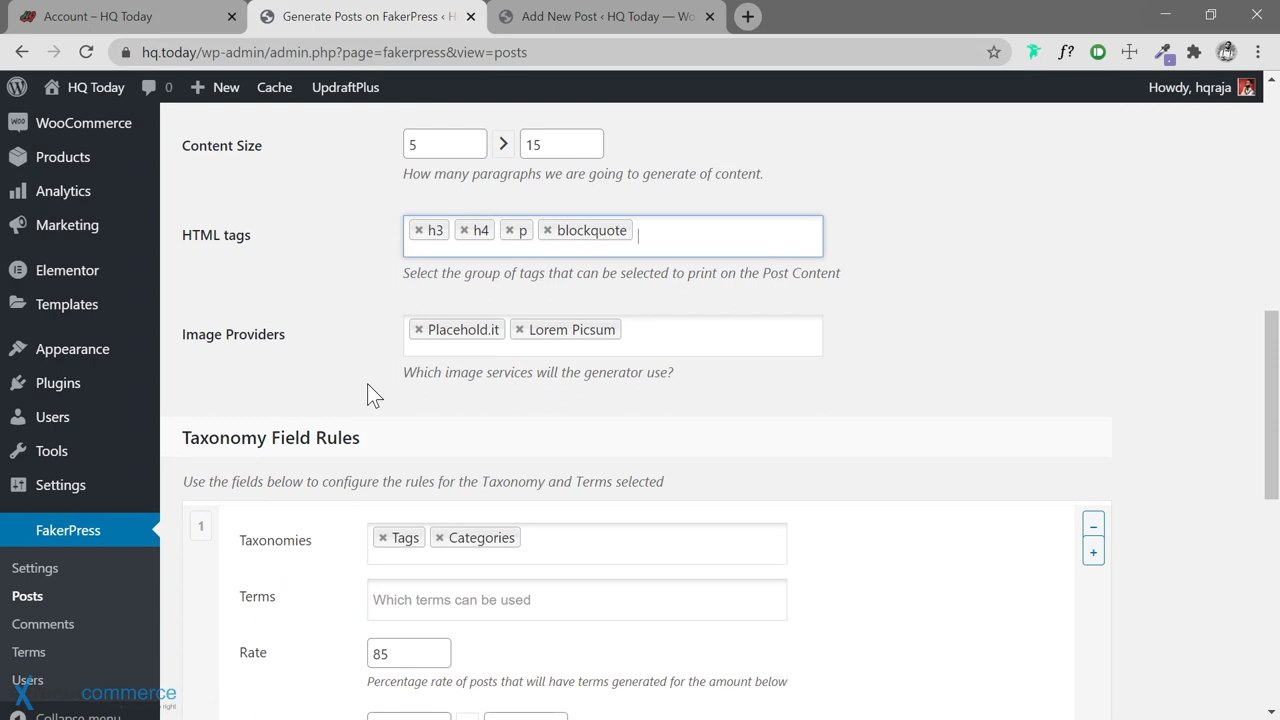 Account – HQ Today
Generate Posts on FakerPress ‹ H
Add New Post ‹ HQ Today — Wo
hq.today/wp-admin/admin.php?page=fakerpress&view=posts
HQ Today
0
New
Cache
UpdraftPlus
Howdy, hqraja
WooCommerce
Products
Analytics
Marketing
Elementor
Templates
Appearance
Plugins
Users
Tools
Settings
FakerPress
Settings
Posts
Comments
Terms
Users
Collapse menu
Content Size
5
15
How many paragraphs we are going to generate of content.
HTML tags
h3
h4
p
blockquote
Select the group of tags that can be selected to print on the Post Content
Image Providers
Placehold.it
Lorem Picsum
Which image services will the generator use?
Taxonomy Field Rules
Use the fields below to configure the rules for the Taxonomy and Terms selected
1
Taxonomies
Tags
Categories
Terms
Which terms can be used
Rate
85
Percentage rate of posts that will have terms generated for the amount below
commerce